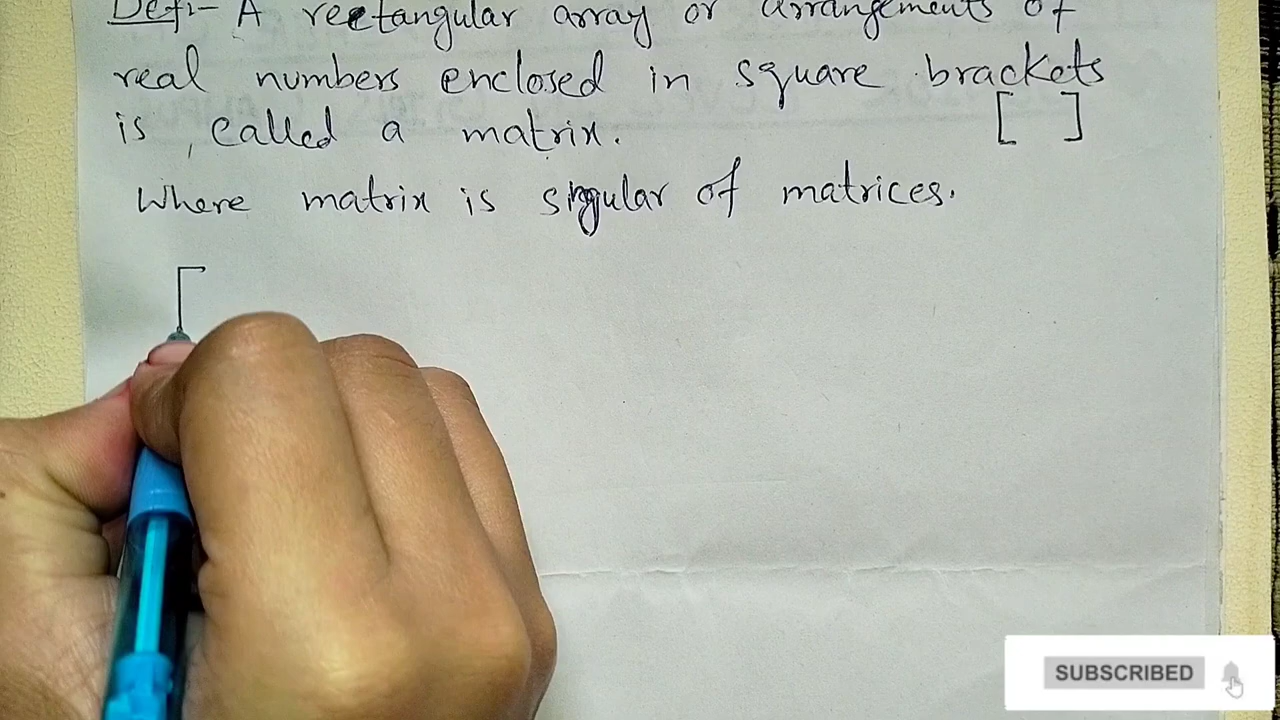 Def:- A rectangular array or arrangements of
real numbers enclosed in square brackets
is, called a matrix. [ ]
Where matrix is singular of matrices.
[
SUBSCRIBED